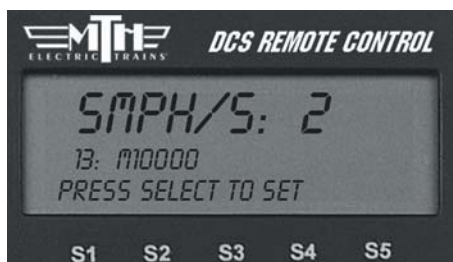 MTH DCS REMOTE CONTROL
ELECTRIC TRAINS
SMPH/S: 2
13: M10000
PRESS SELECT TO SET
S1 S2 S3 S4 S5